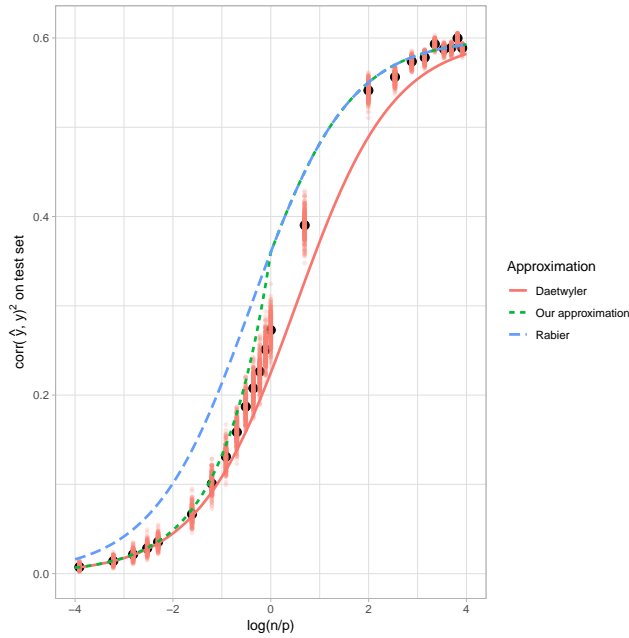 0.6
0.4
0.2
0.0
corr(ŷ, y)² on test set
−4
−2
0
2
4
log(n/p)
Approximation
Daetwyler
Our approximation
Rabier